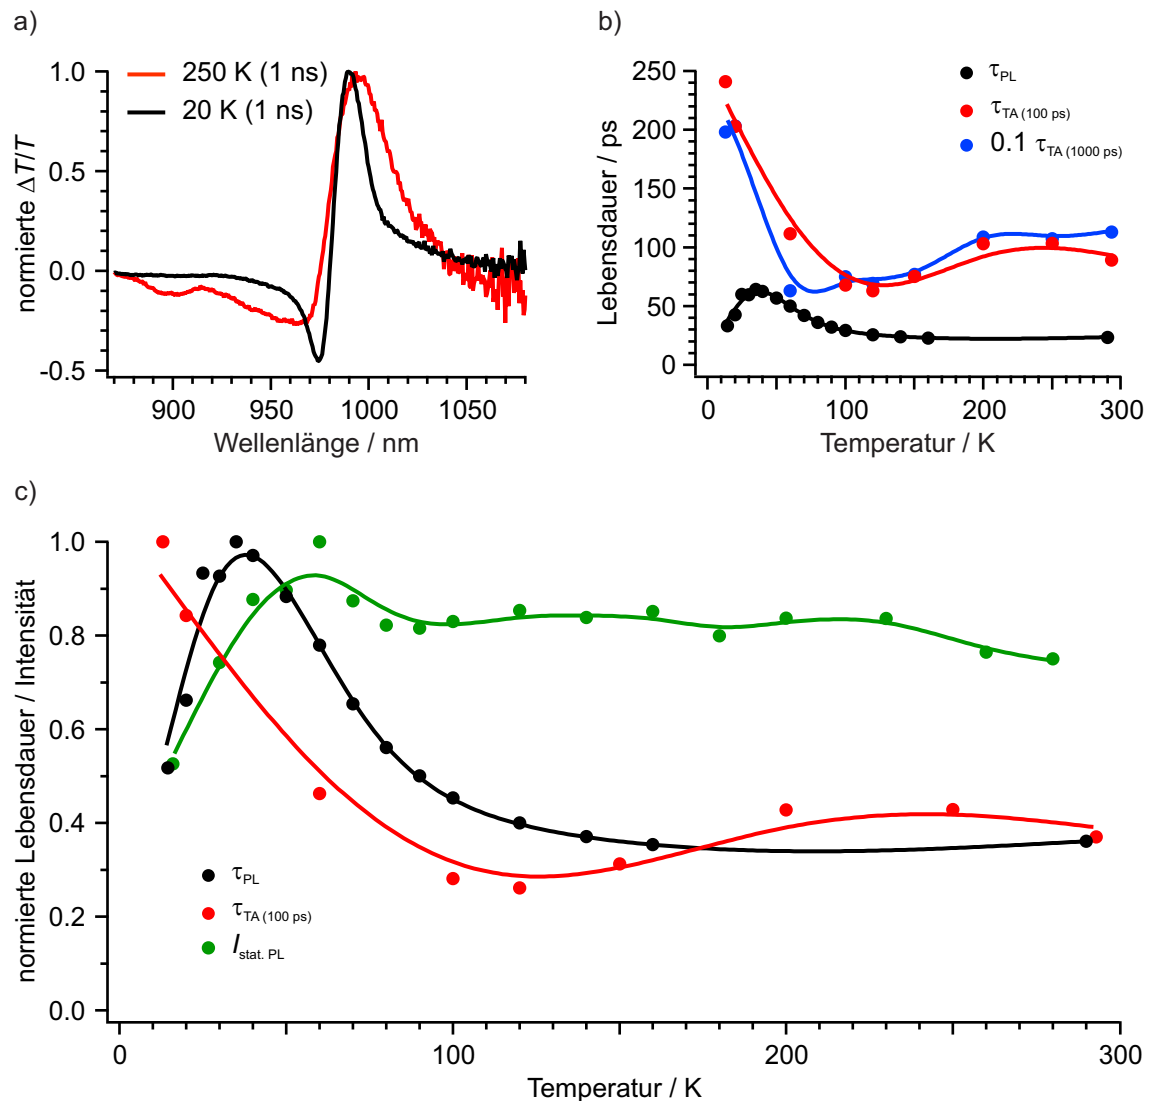 a)
normierte ΔT/T
1.0
0.5
0.0
-0.5
250 K (1 ns)
20 K (1 ns)
900
950
1000
1050
Wellenlänge / nm
b)
Lebensdauer / ps
250
200
150
100
50
0
τPL
τTA (100 ps)
0.1 τTA (1000 ps)
0
100
200
300
Temperatur / K
c)
normierte Lebensdauer / Intensität
1.0
0.8
0.6
0.4
0.2
0.0
τPL
τTA (100 ps)
Istat. PL
0
100
200
300
Temperatur / K